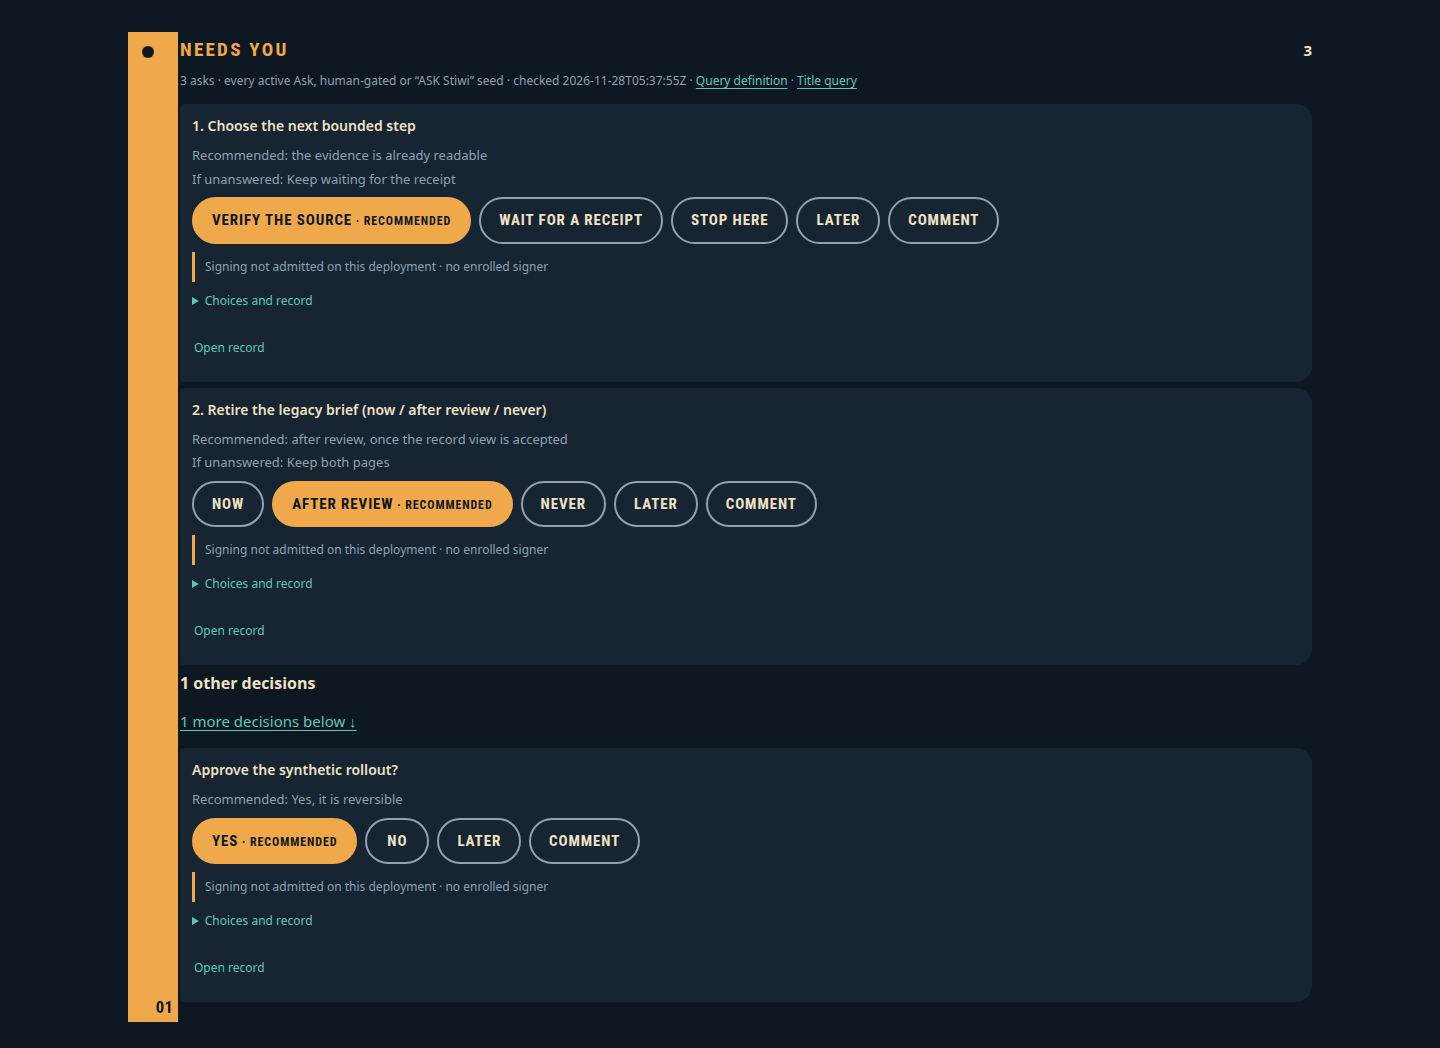 NEEDS YOU
3
3 asks · every active Ask, human-gated or “ASK Stiwi” seed · checked 2026-11-28T05:37:55Z · Query definition · Title query
1. Choose the next bounded step
Recommended: the evidence is already readable
If unanswered: Keep waiting for the receipt
VERIFY THE SOURCE · RECOMMENDED WAIT FOR A RECEIPT STOP HERE LATER COMMENT
Signing not admitted on this deployment · no enrolled signer
▶ Choices and record
Open record
2. Retire the legacy brief (now / after review / never)
Recommended: after review, once the record view is accepted
If unanswered: Keep both pages
NOW AFTER REVIEW · RECOMMENDED NEVER LATER COMMENT
Signing not admitted on this deployment · no enrolled signer
▶ Choices and record
Open record
1 other decisions
1 more decisions below ↓
Approve the synthetic rollout?
Recommended: Yes, it is reversible
YES · RECOMMENDED NO LATER COMMENT
Signing not admitted on this deployment · no enrolled signer
▶ Choices and record
Open record
01